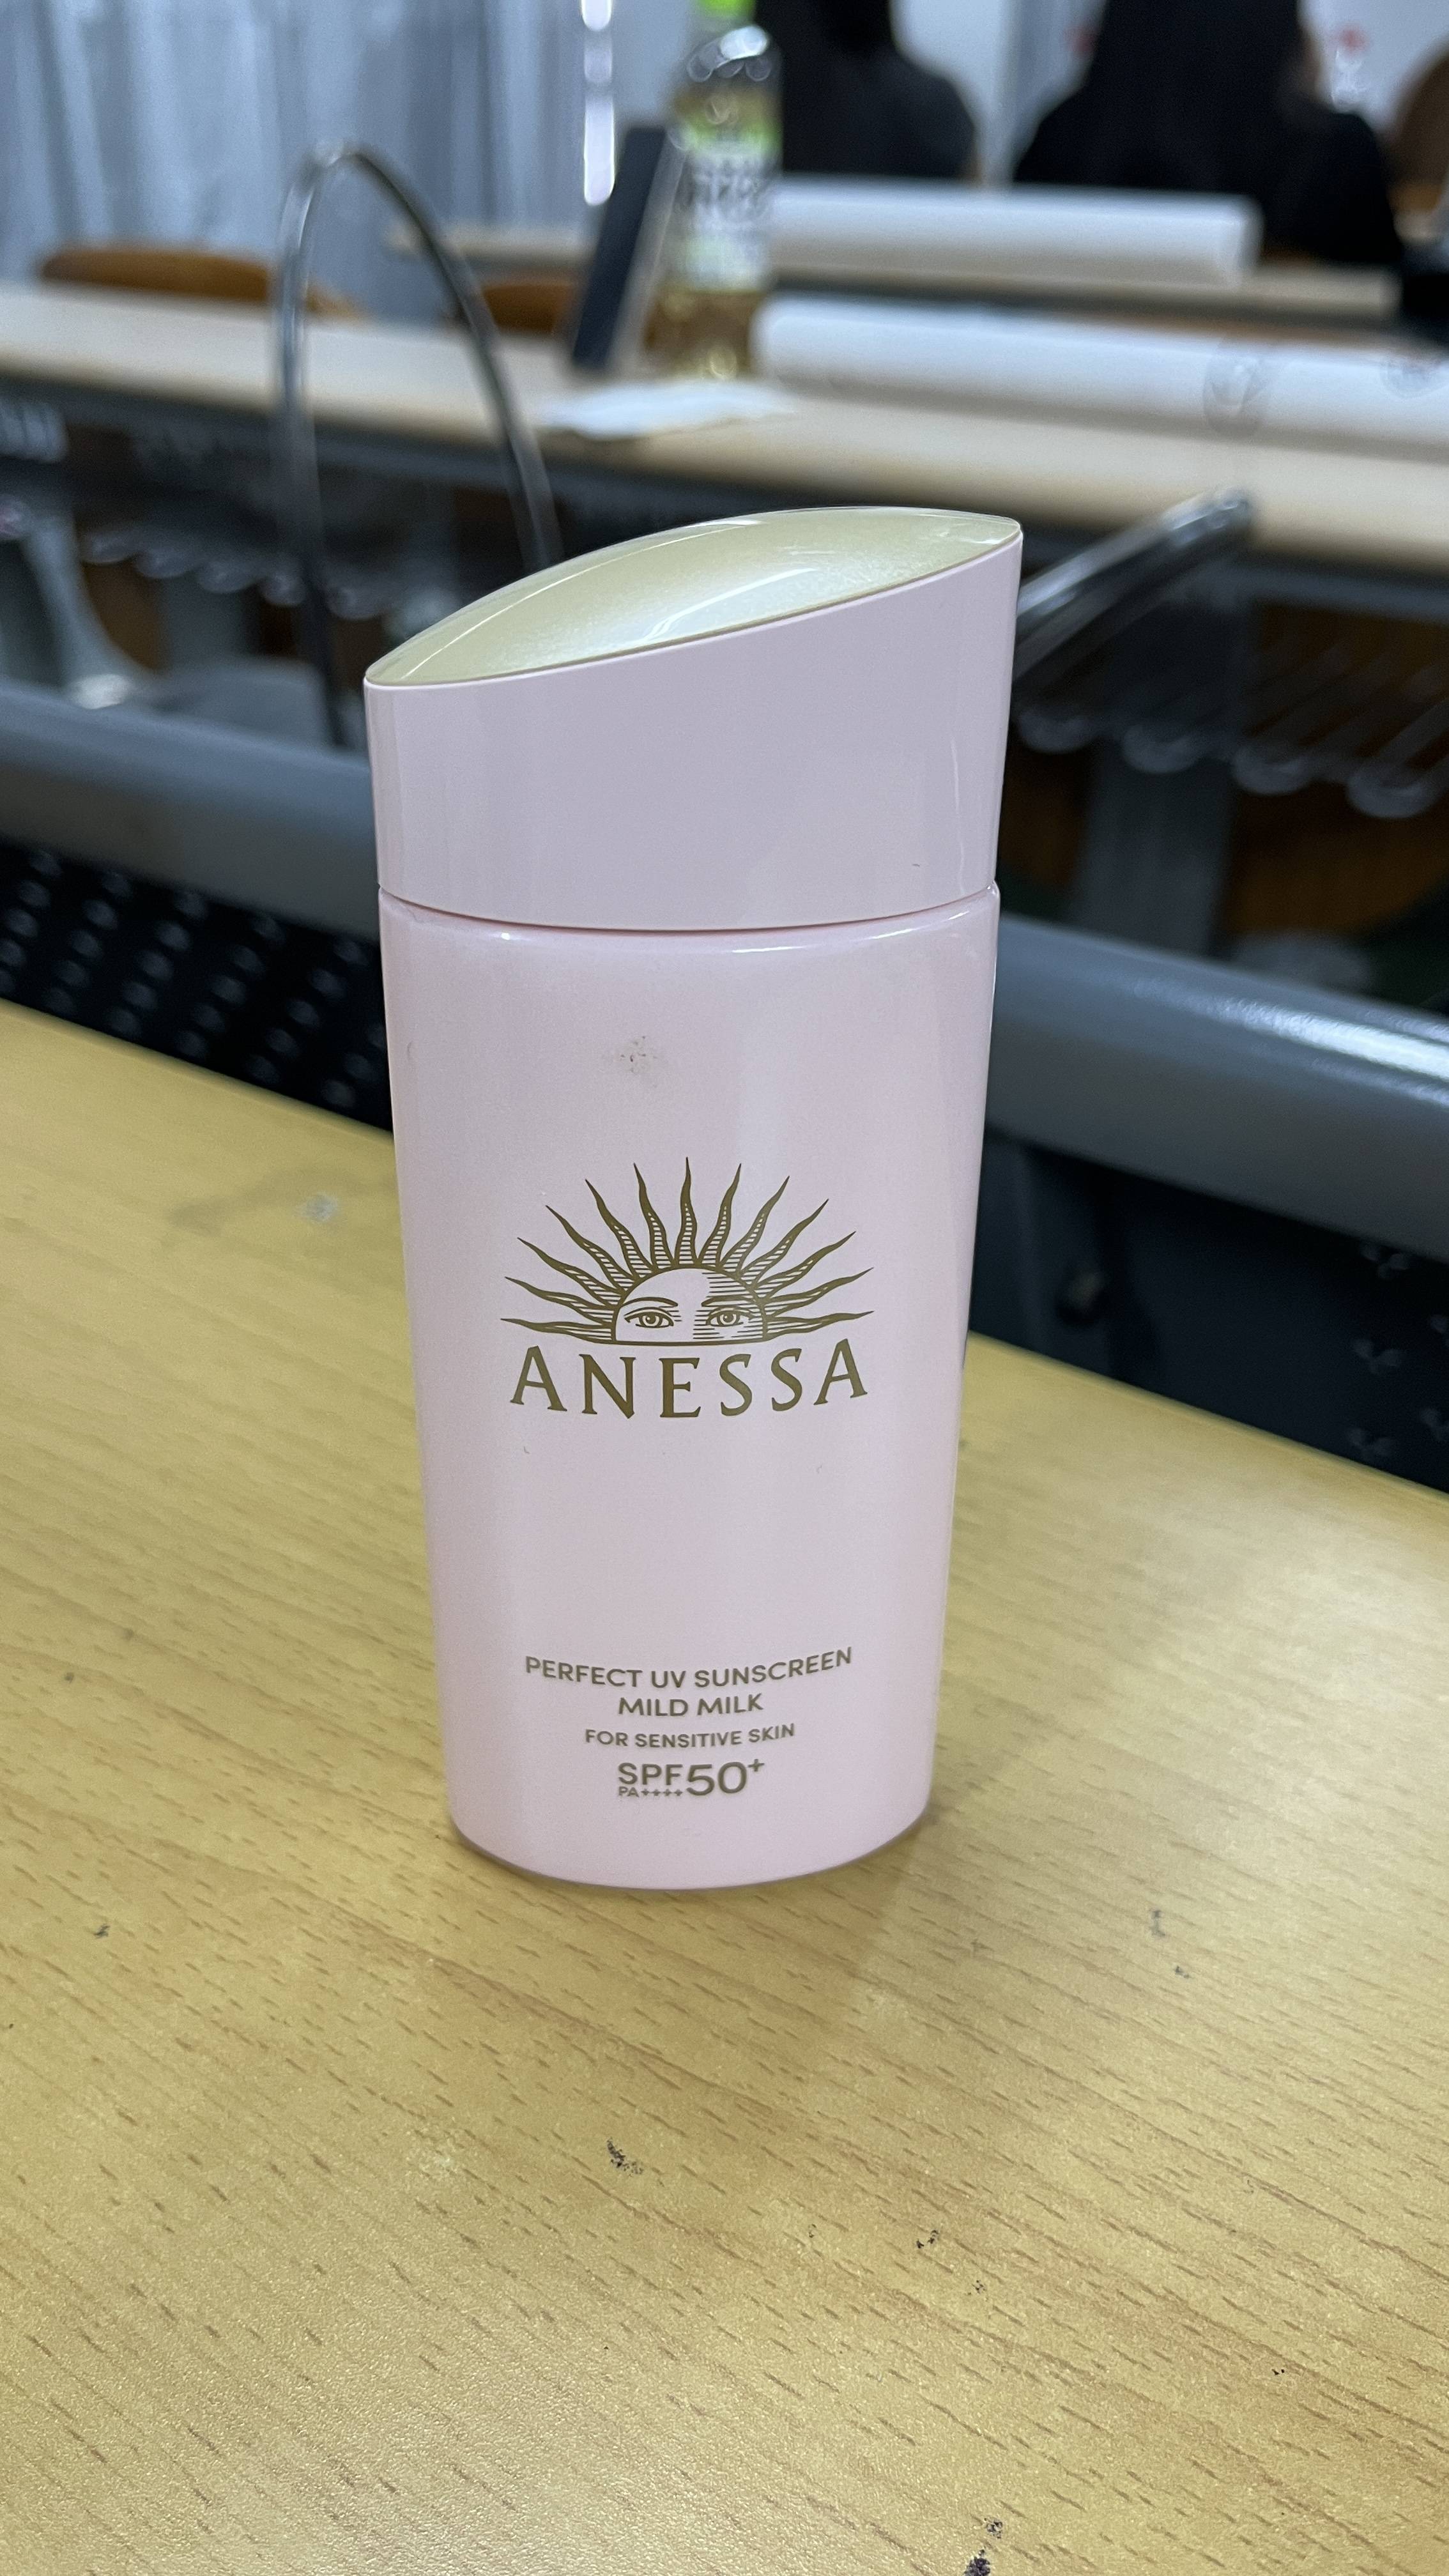 ANESSA
PERFECT UV SUNSCREEN
MILD MILK
FOR SENSITIVE SKIN
SPF50+
PA++++